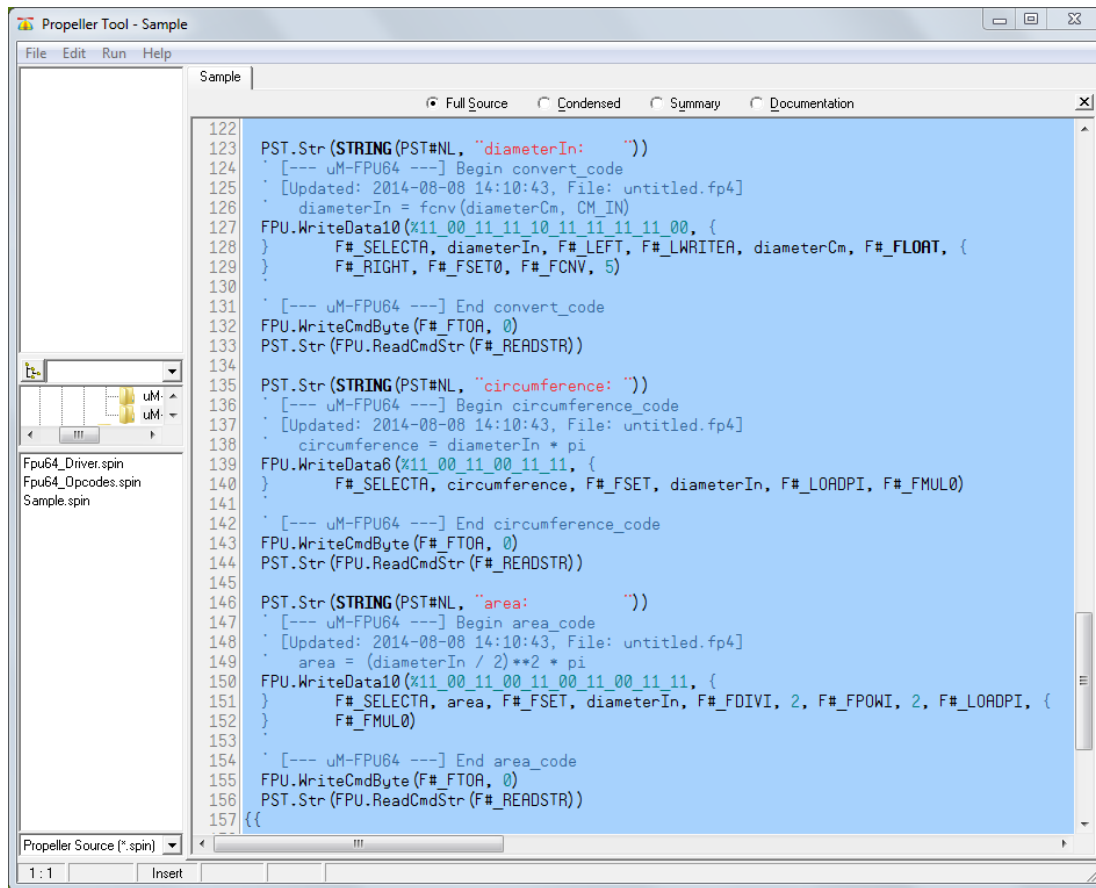 Propeller Tool - Sample
File Edit Run Help
Sample
Full Source Condensed Summary Documentation
122
123 PST.Str(STRING(PST#NL, "diameterIn:     "))
124 ' [--- uM-FPU64 ---] Begin convert_code
125 ' [Updated: 2014-08-08 14:10:43, File: untitled.fp4]
126 '   diameterIn = fcnv(diameterCm, CM_IN)
127 FPU.WriteData10(%11_00_11_11_10_11_11_11_11_00, {
128 }       F#_SELECTA, diameterIn, F#_LEFT, F#_LWRITEA, diameterCm, F#_FLOAT, {
129 }       F#_RIGHT, F#_FSET0, F#_FCNV, 5)
130 '
131 ' [--- uM-FPU64 ---] End convert_code
132 FPU.WriteCmdByte(F#_FTOA, 0)
133 PST.Str(FPU.ReadCmdStr(F#_READSTR))
134
135 PST.Str(STRING(PST#NL, "circumference: "))
136 ' [--- uM-FPU64 ---] Begin circumference_code
137 ' [Updated: 2014-08-08 14:10:43, File: untitled.fp4]
138 '   circumference = diameterIn * pi
139 FPU.WriteData6(%11_00_11_00_11_11, {
140 }       F#_SELECTA, circumference, F#_FSET, diameterIn, F#_LOADPI, F#_FMUL0)
141 '
142 ' [--- uM-FPU64 ---] End circumference_code
143 FPU.WriteCmdByte(F#_FTOA, 0)
144 PST.Str(FPU.ReadCmdStr(F#_READSTR))
145
146 PST.Str(STRING(PST#NL, "area:          "))
147 ' [--- uM-FPU64 ---] Begin area_code
148 ' [Updated: 2014-08-08 14:10:43, File: untitled.fp4]
149 '   area = (diameterIn / 2)**2 * pi
150 FPU.WriteData10(%11_00_11_00_11_00_11_00_11_11, {
151 }       F#_SELECTA, area, F#_FSET, diameterIn, F#_FDIVI, 2, F#_FPOWI, 2, F#_LOADPI, {
152 }       F#_FMUL0)
153 '
154 ' [--- uM-FPU64 ---] End area_code
155 FPU.WriteCmdByte(F#_FTOA, 0)
156 PST.Str(FPU.ReadCmdStr(F#_READSTR))
157 {{
uM-
uM-
Fpu64_Driver.spin
Fpu64_Opcodes.spin
Sample.spin
Propeller Source (*.spin)
1 : 1 Insert